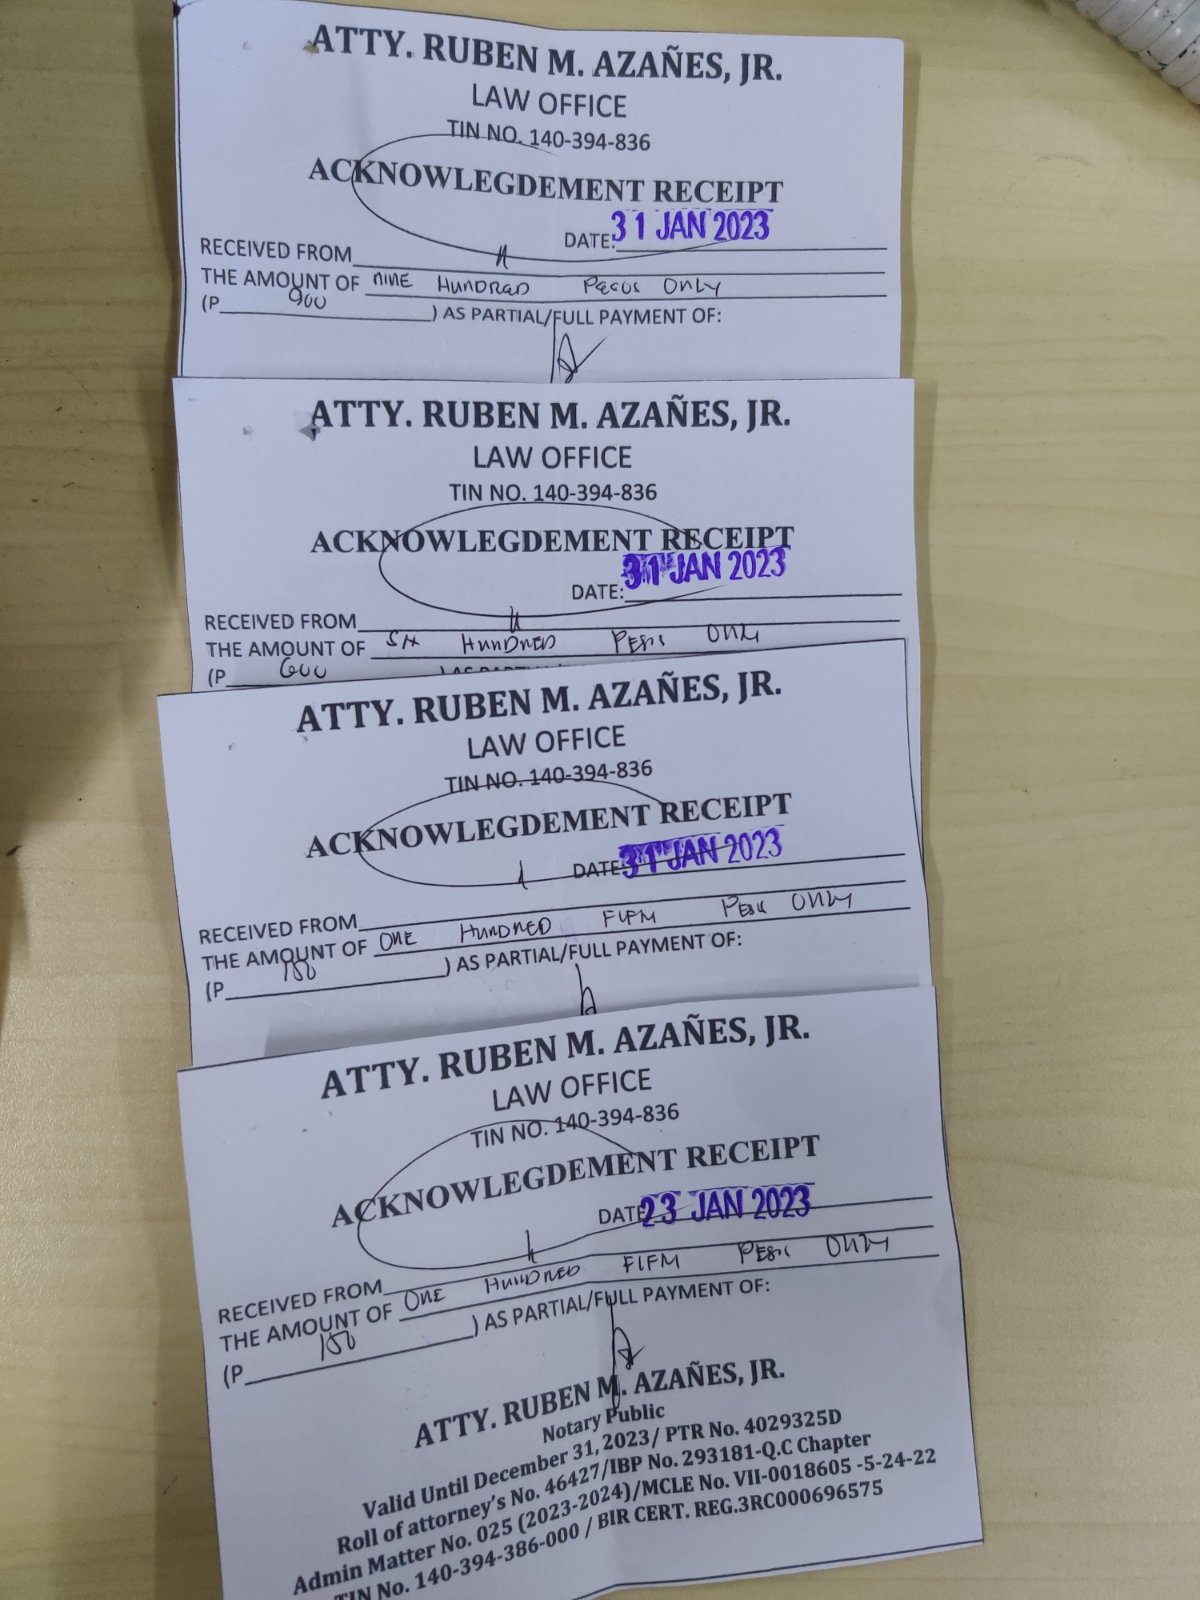 ATTY. RUBEN M. AZAÑES, JR.
LAW OFFICE
TIN NO. 140-394-836
ACKNOWLEGDEMENT RECEIPT
DATE: 31 JAN 2023
RECEIVED FROM
THE AMOUNT OF NINE HUNDRED PESOS ONLY
(P 900 ) AS PARTIAL/FULL PAYMENT OF:
ATTY. RUBEN M. AZAÑES, JR.
LAW OFFICE
TIN NO. 140-394-836
ACKNOWLEGDEMENT RECEIPT
DATE: 31 JAN 2023
RECEIVED FROM
THE AMOUNT OF SIX HUNDRED PESOS ONLY
(P 600 ) AS PARTIAL/
ATTY. RUBEN M. AZAÑES, JR.
LAW OFFICE
TIN NO. 140-394-836
ACKNOWLEGDEMENT RECEIPT
DATE: 31 JAN 2023
RECEIVED FROM
THE AMOUNT OF ONE HUNDRED FIFTY PESOS ONLY
(P 150 ) AS PARTIAL/FULL PAYMENT OF:
ATTY. RUBEN M. AZAÑES, JR.
LAW OFFICE
TIN NO. 140-394-836
ACKNOWLEGDEMENT RECEIPT
DATE 23 JAN 2023
RECEIVED FROM
THE AMOUNT OF ONE HUNDRED FIFTY PESOS ONLY
(P 150 ) AS PARTIAL/FULL PAYMENT OF:
ATTY. RUBEN M. AZAÑES, JR.
Notary Public
Valid Until December 31, 2023/ PTR No. 4029325D
Roll of attorney's No. 46427/IBP No. 293181-Q.C Chapter
Admin Matter No. 025 (2023-2024)/MCLE No. VII-0018605 -5-24-22
TIN No. 140-394-386-000 / BIR CERT. REG.3RC000696575